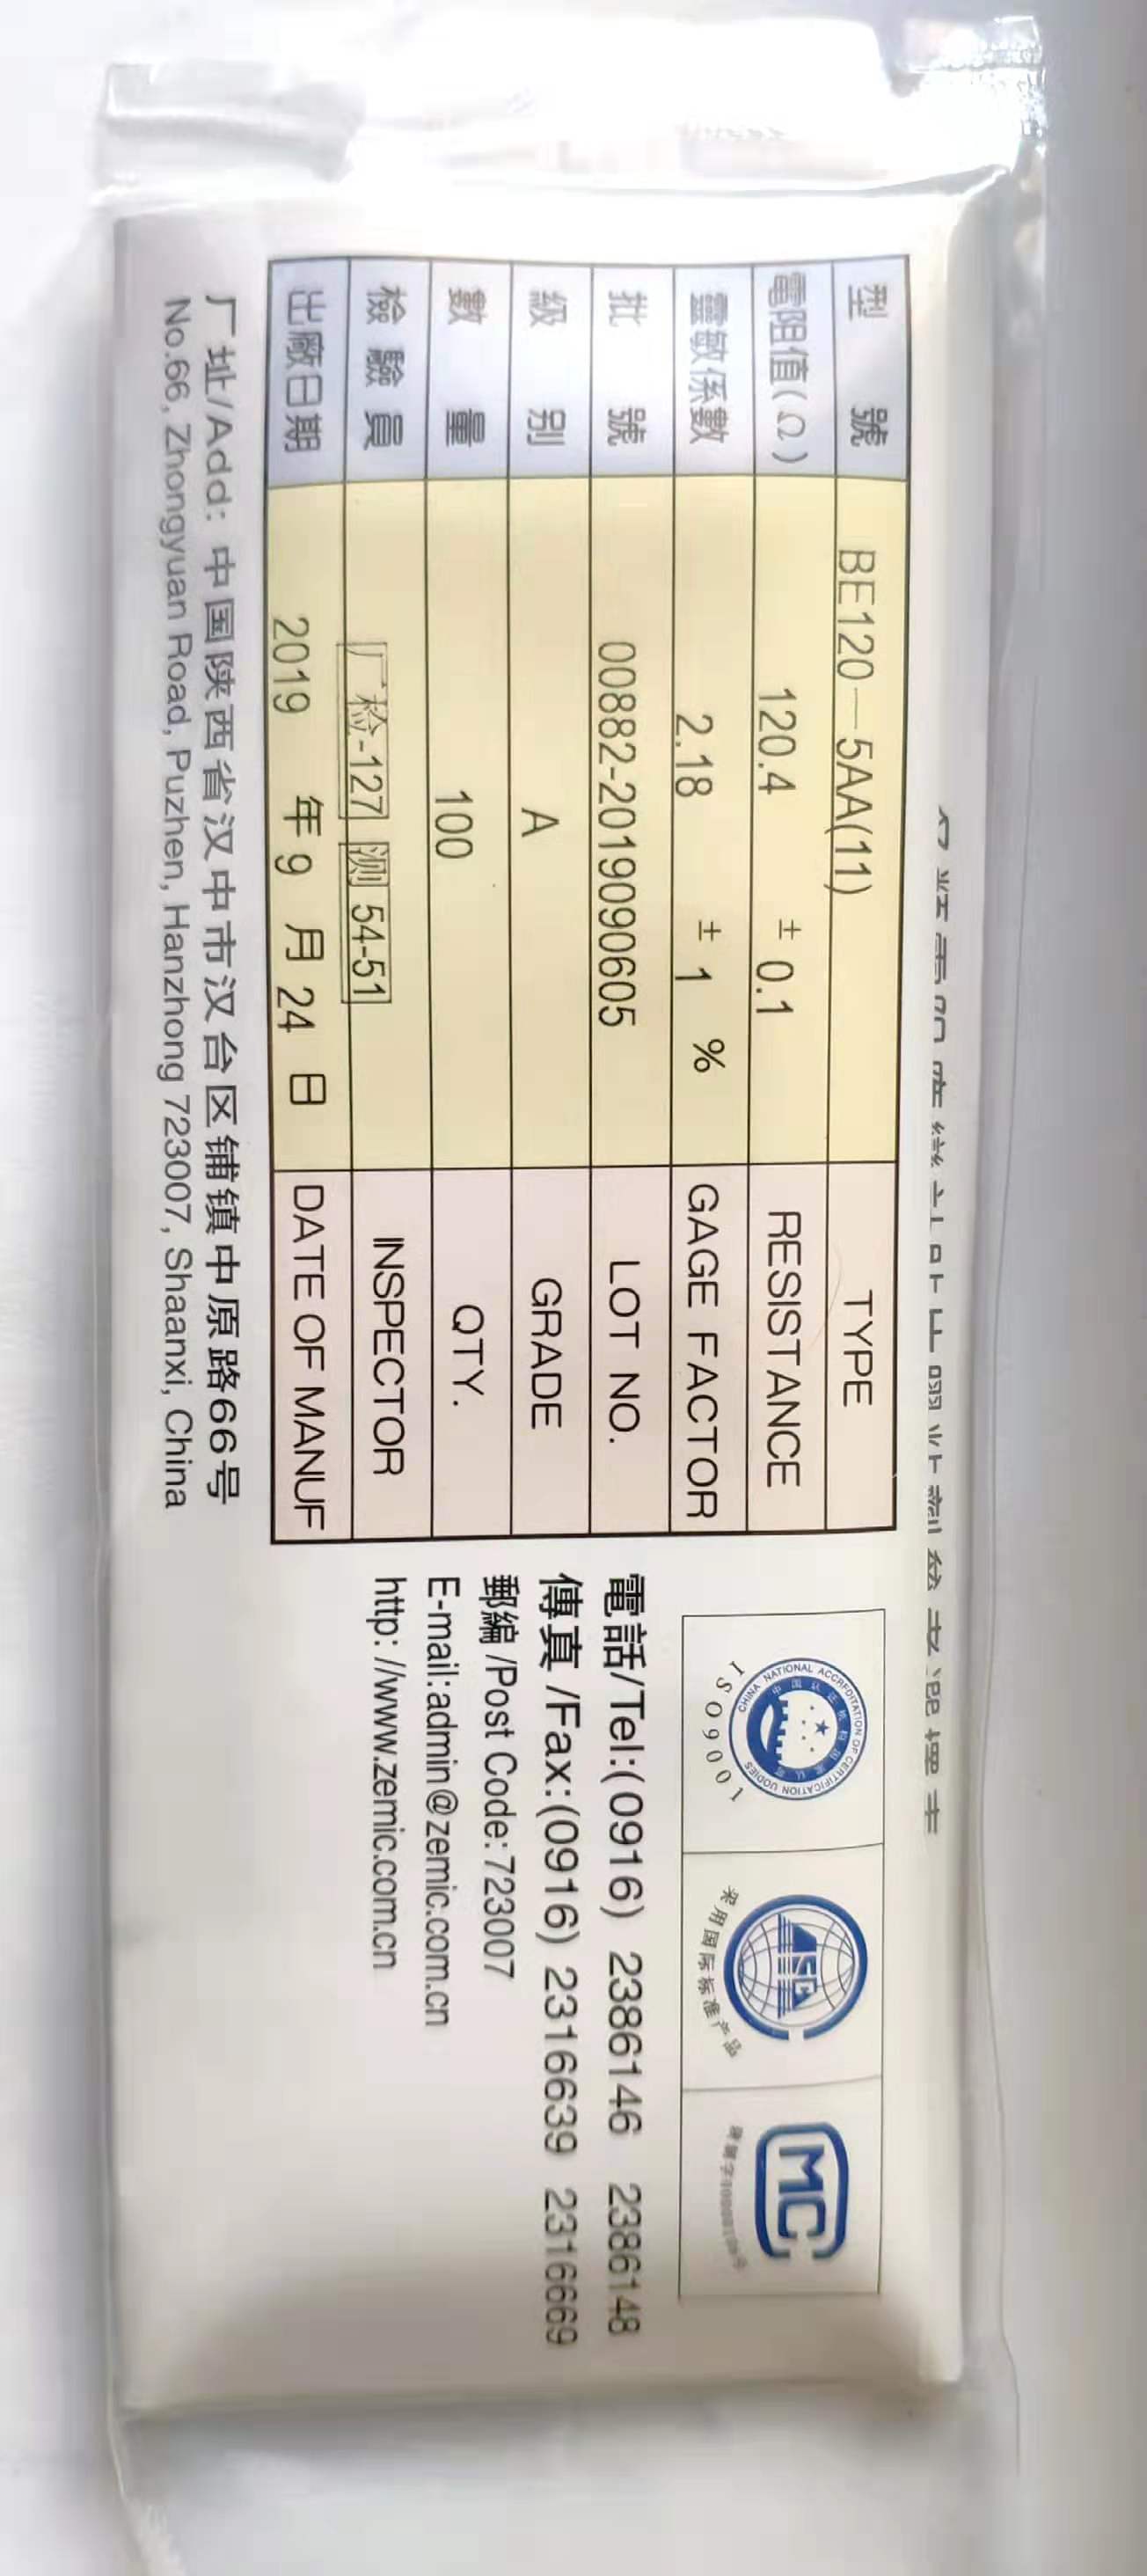 型 號 BE120—5AA(11) TYPE
電阻值(Ω) 120.4 ± 0.1 RESISTANCE
靈敏係數 2.18 ± 1 % GAGE FACTOR
批 號 00882-2019090605 LOT NO.
級 别 A GRADE
數 量 100 QTY.
檢 驗 員 厂检-127 测 54-51 INSPECTOR
出廠日期 2019 年 9 月 24 日 DATE OF MANUF
厂址/Add: 中国陕西省汉中市汉台区铺镇中原路66号
No.66, Zhongyuan Road, Puzhen, Hanzhong 723007, Shaanxi, China
CHINA NATIONAL ACCREDITATION OF CERTIFICATION
ISO9001
采用国际标准产品
MC
電話/Tel:(0916) 2386146 2386148
傳真/Fax:(0916) 2316639 2316669
郵編/Post Code:723007
E-mail:admin@zemic.com.cn
http: //www.zemic.com.cn